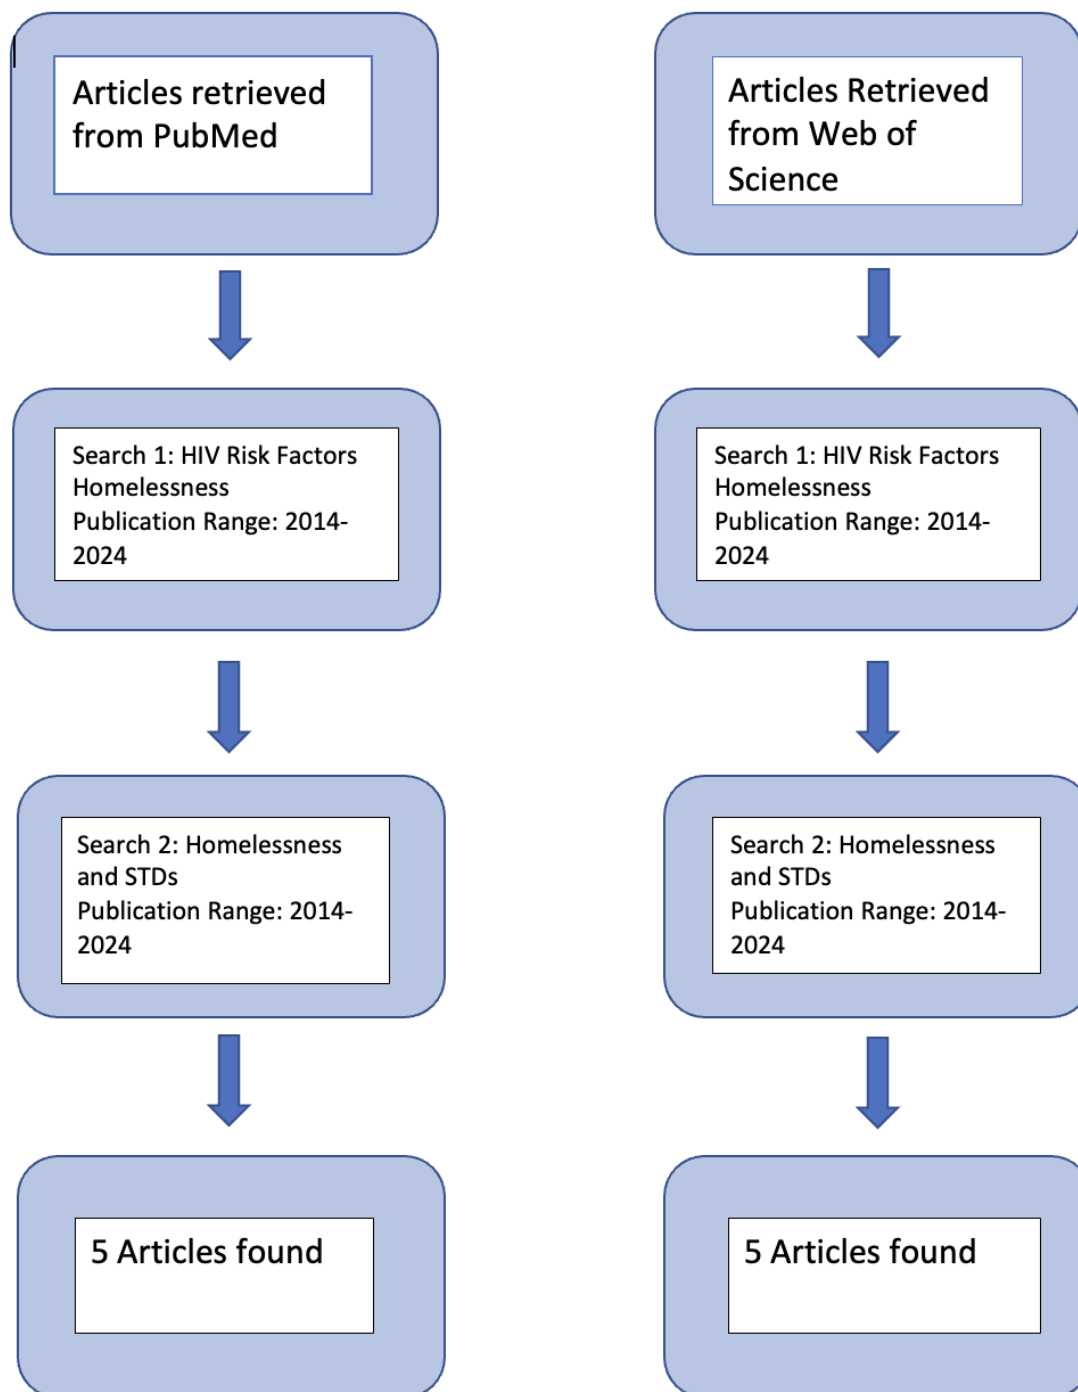 Articles retrieved
from PubMed
Search 1: HIV Risk Factors
Homelessness
Publication Range: 2014-
2024
Search 2: Homelessness
and STDs
Publication Range: 2014-
2024
5 Articles found
Articles Retrieved
from Web of
Science
Search 1: HIV Risk Factors
Homelessness
Publication Range: 2014-
2024
Search 2: Homelessness
and STDs
Publication Range: 2014-
2024
5 Articles found